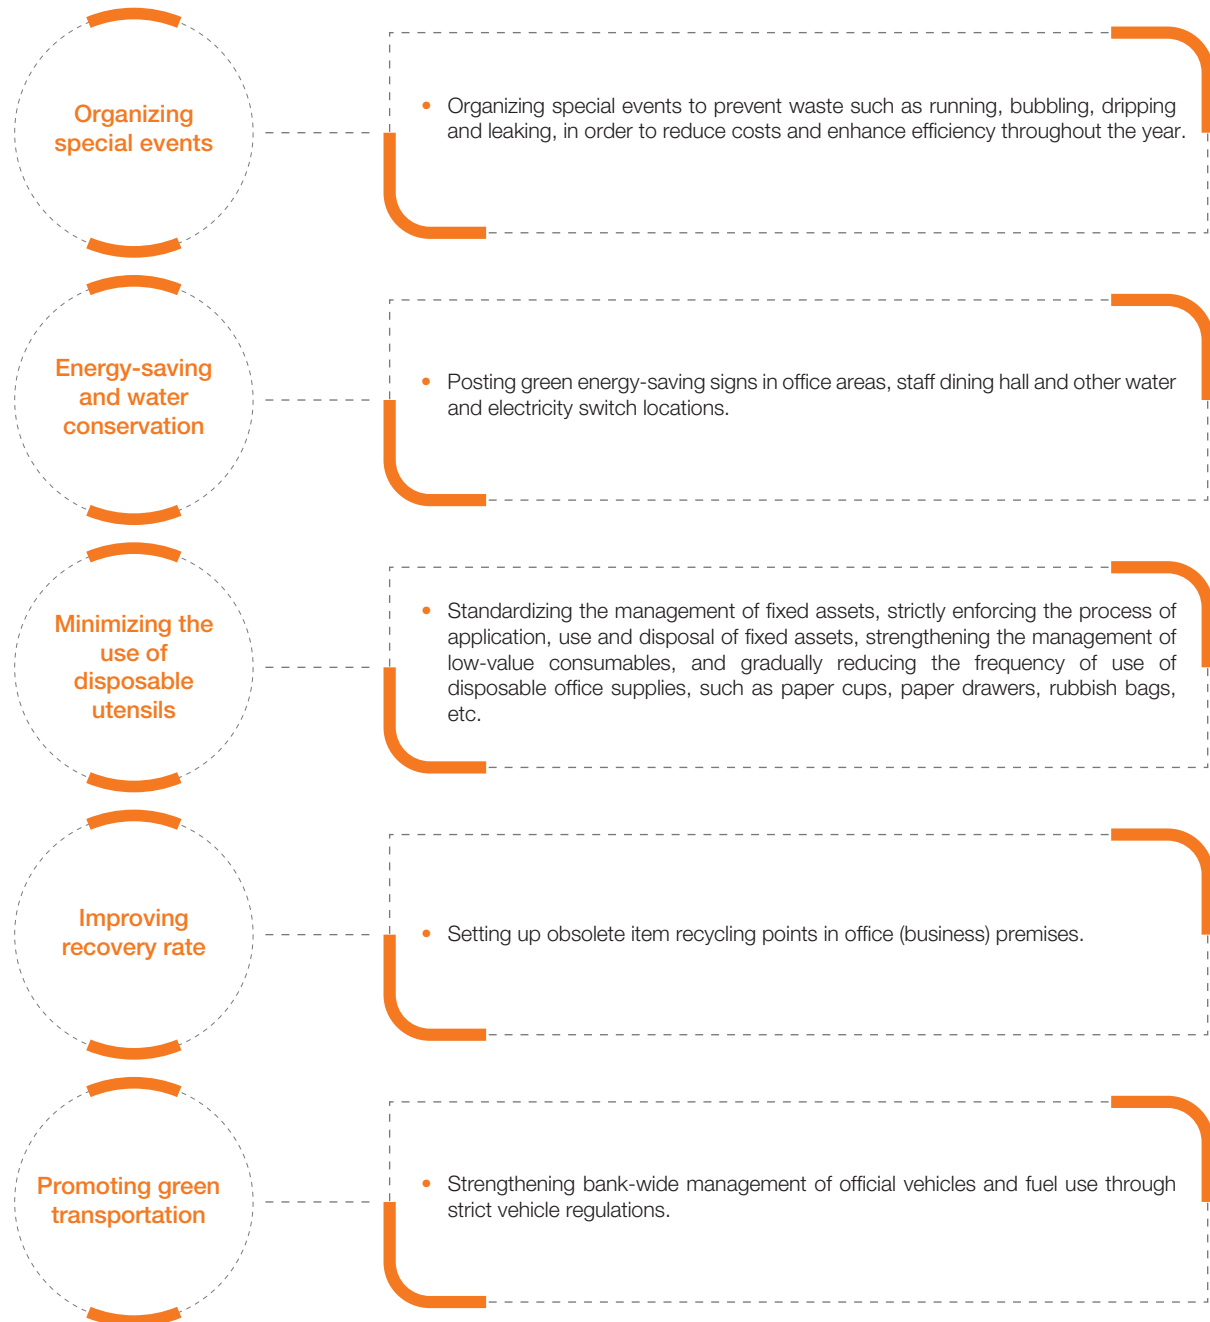 Organizing
special events
• Organizing special events to prevent waste such as running, bubbling, dripping
and leaking, in order to reduce costs and enhance efficiency throughout the year.
Energy-saving
and water
conservation
• Posting green energy-saving signs in office areas, staff dining hall and other water
and electricity switch locations.
Minimizing the
use of
disposable
utensils
• Standardizing the management of fixed assets, strictly enforcing the process of
application, use and disposal of fixed assets, strengthening the management of
low-value consumables, and gradually reducing the frequency of use of
disposable office supplies, such as paper cups, paper drawers, rubbish bags,
etc.
Improving
recovery rate
• Setting up obsolete item recycling points in office (business) premises.
Promoting green
transportation
• Strengthening bank-wide management of official vehicles and fuel use through
strict vehicle regulations.